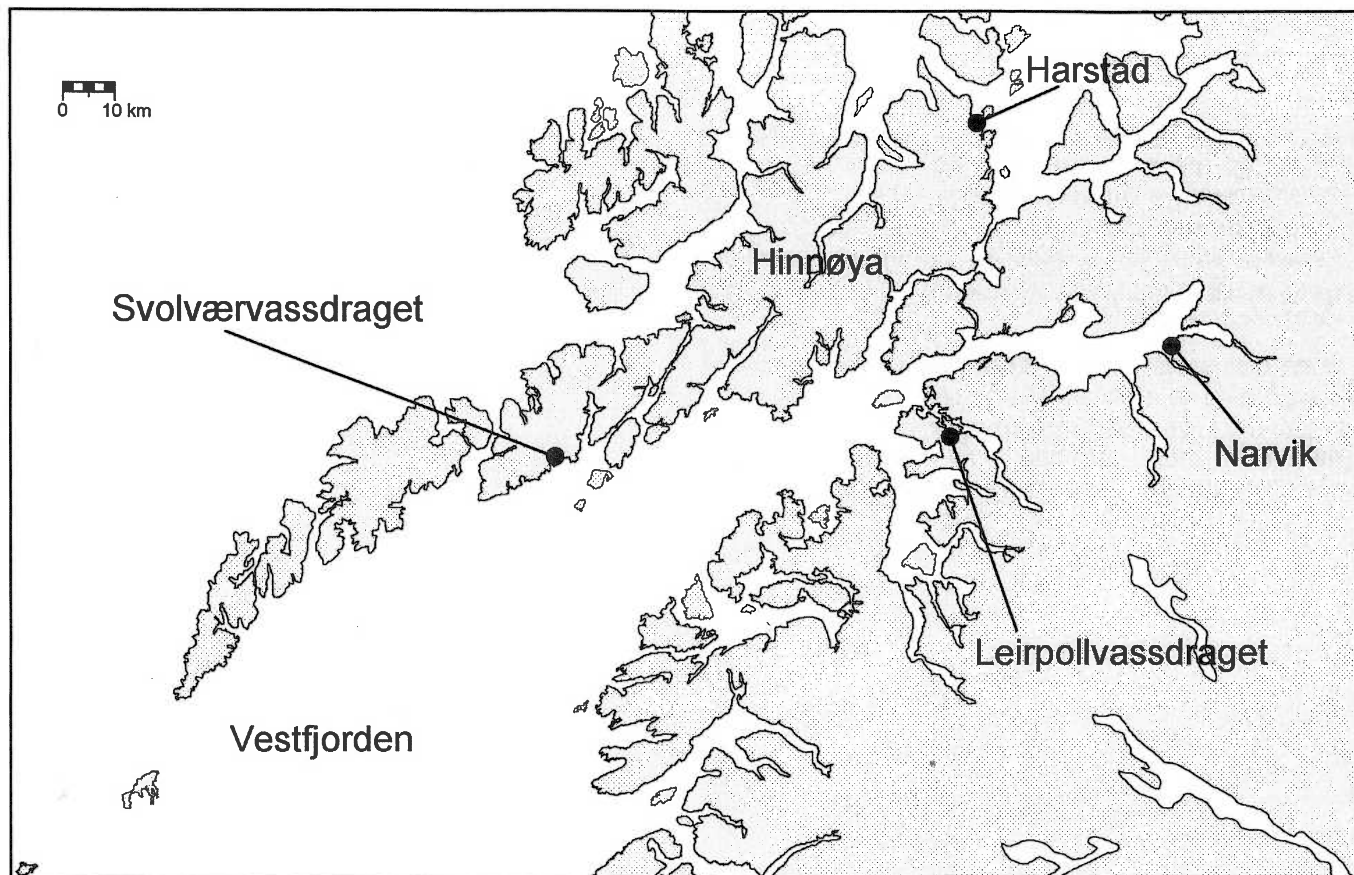 Harstad
0 10 km
Hinnøya
Svolværvassdraget
Narvik
Leirpollvassdraget
Vestfjorden